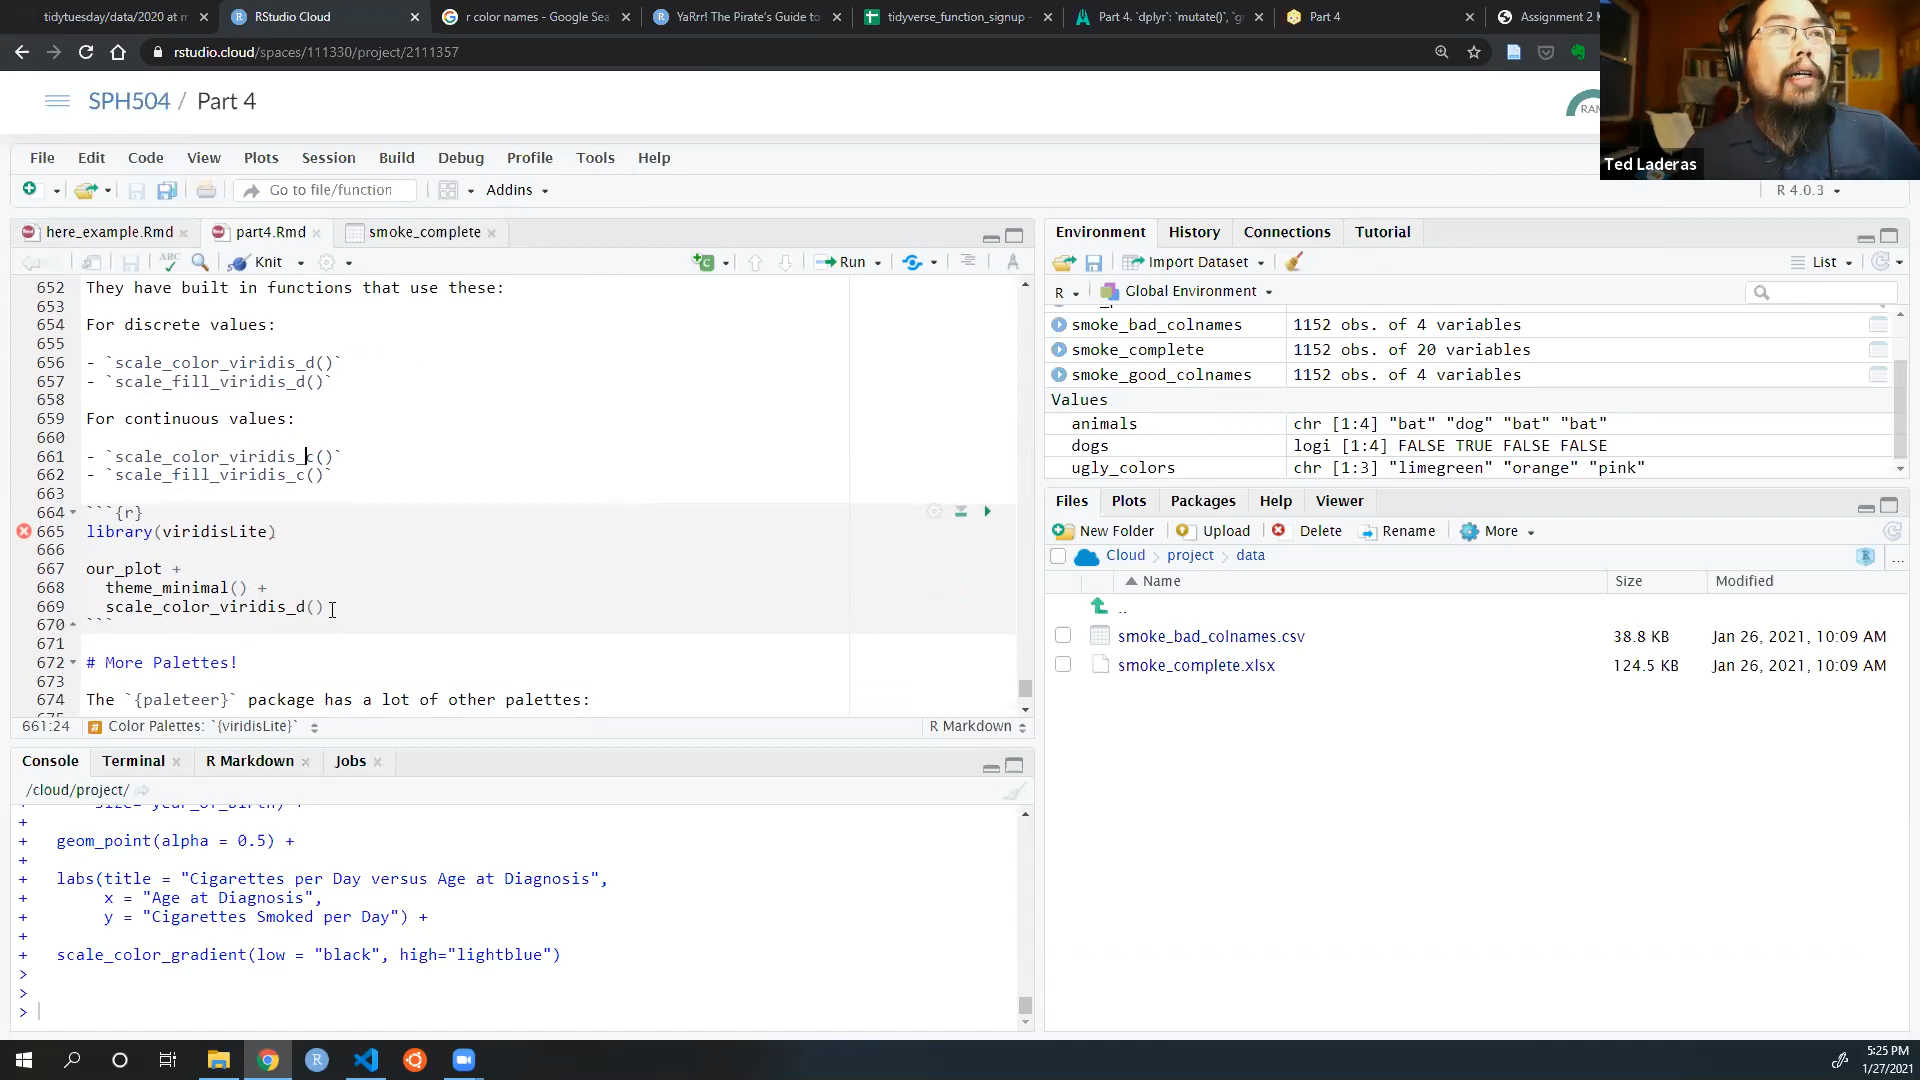 tidytuesday/data/2020 at m
RStudio Cloud
r color names - Google Sea
YaRrr! The Pirate's Guide to
tidyverse_function_signup -
Part 4. `dplyr`: `mutate()`, `g
Part 4
Assignment 2
rstudio.cloud/spaces/111330/project/2111357
SPH504 / Part 4
RAM
Ted Laderas
File Edit Code View Plots Session Build Debug Profile Tools Help
Go to file/function Addins
R 4.0.3
here_example.Rmd part4.Rmd smoke_complete
ABC Knit Run
652 They have built in functions that use these:
653
654 For discrete values:
655
656 - `scale_color_viridis_d()`
657 - `scale_fill_viridis_d()`
658
659 For continuous values:
660
661 - `scale_color_viridis_c()`
662 - `scale_fill_viridis_c()`
663
664 ```{r}
665 library(viridisLite)
666
667 our_plot +
668 theme_minimal() +
669 scale_color_viridis_d()
670 ```
671
672 # More Palettes!
673
674 The `{paleteer}` package has a lot of other palettes:
675
661:24 Color Palettes: `{viridisLite}` R Markdown
Console Terminal R Markdown Jobs
/cloud/project/
+ size= year_of_birth) +
+
+ geom_point(alpha = 0.5) +
+
+ labs(title = "Cigarettes per Day versus Age at Diagnosis",
+ x = "Age at Diagnosis",
+ y = "Cigarettes Smoked per Day") +
+
+ scale_color_gradient(low = "black", high="lightblue")
>
>
>
Environment History Connections Tutorial
Import Dataset List
R Global Environment
smoke_bad_colnames 1152 obs. of 4 variables
smoke_complete 1152 obs. of 20 variables
smoke_good_colnames 1152 obs. of 4 variables
Values
animals chr [1:4] "bat" "dog" "bat" "bat"
dogs logi [1:4] FALSE TRUE FALSE FALSE
ugly_colors chr [1:3] "limegreen" "orange" "pink"
Files Plots Packages Help Viewer
New Folder Upload Delete Rename More
Cloud project data
...
Name Size Modified
..
smoke_bad_colnames.csv 38.8 KB Jan 26, 2021, 10:09 AM
smoke_complete.xlsx 124.5 KB Jan 26, 2021, 10:09 AM
5:25 PM
1/27/2021